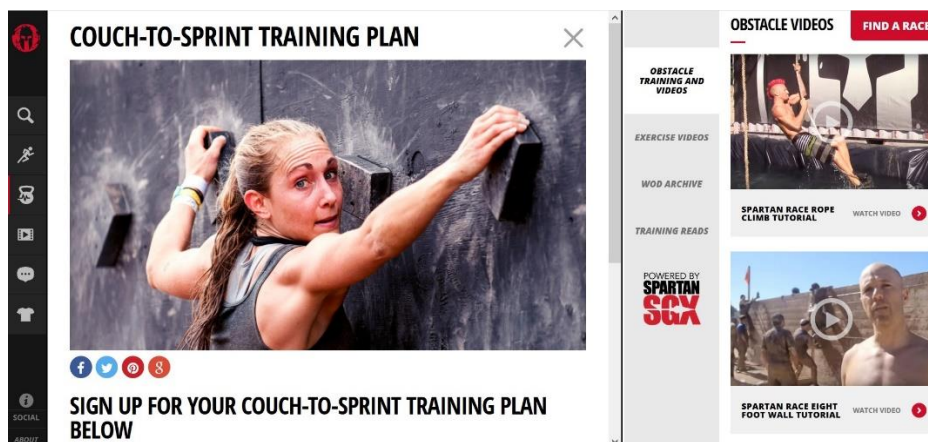 COUCH-TO-SPRINT TRAINING PLAN
SIGN UP FOR YOUR COUCH-TO-SPRINT TRAINING PLAN
BELOW
SOCIAL
ABOUT
OBSTACLE
TRAINING AND
VIDEOS
EXERCISE VIDEOS
WOD ARCHIVE
TRAINING READS
POWERED BY
SPARTAN
SGX
OBSTACLE VIDEOS
FIND A RACE
SPARTAN RACE ROPE
CLIMB TUTORIAL
WATCH VIDEO
SPARTAN RACE EIGHT
FOOT WALL TUTORIAL
WATCH VIDEO